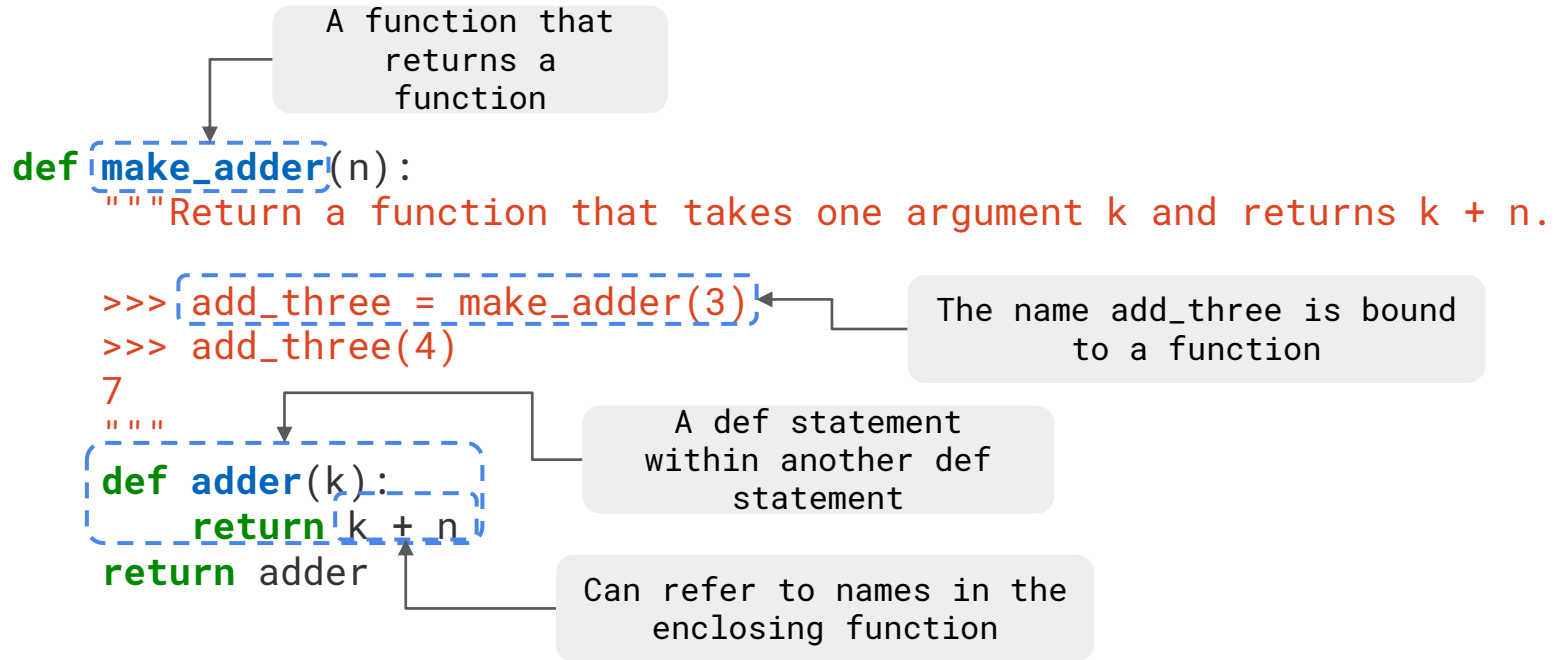 A function that
returns a
function
def make_adder(n):
"""Return a function that takes one argument k and returns k + n.
>>> add_three = make_adder(3)
The name add_three is bound
to a function
>>> add_three(4)
7
"""
A def statement
within another def
statement
def adder(k):
return k + n
return adder
Can refer to names in the
enclosing function